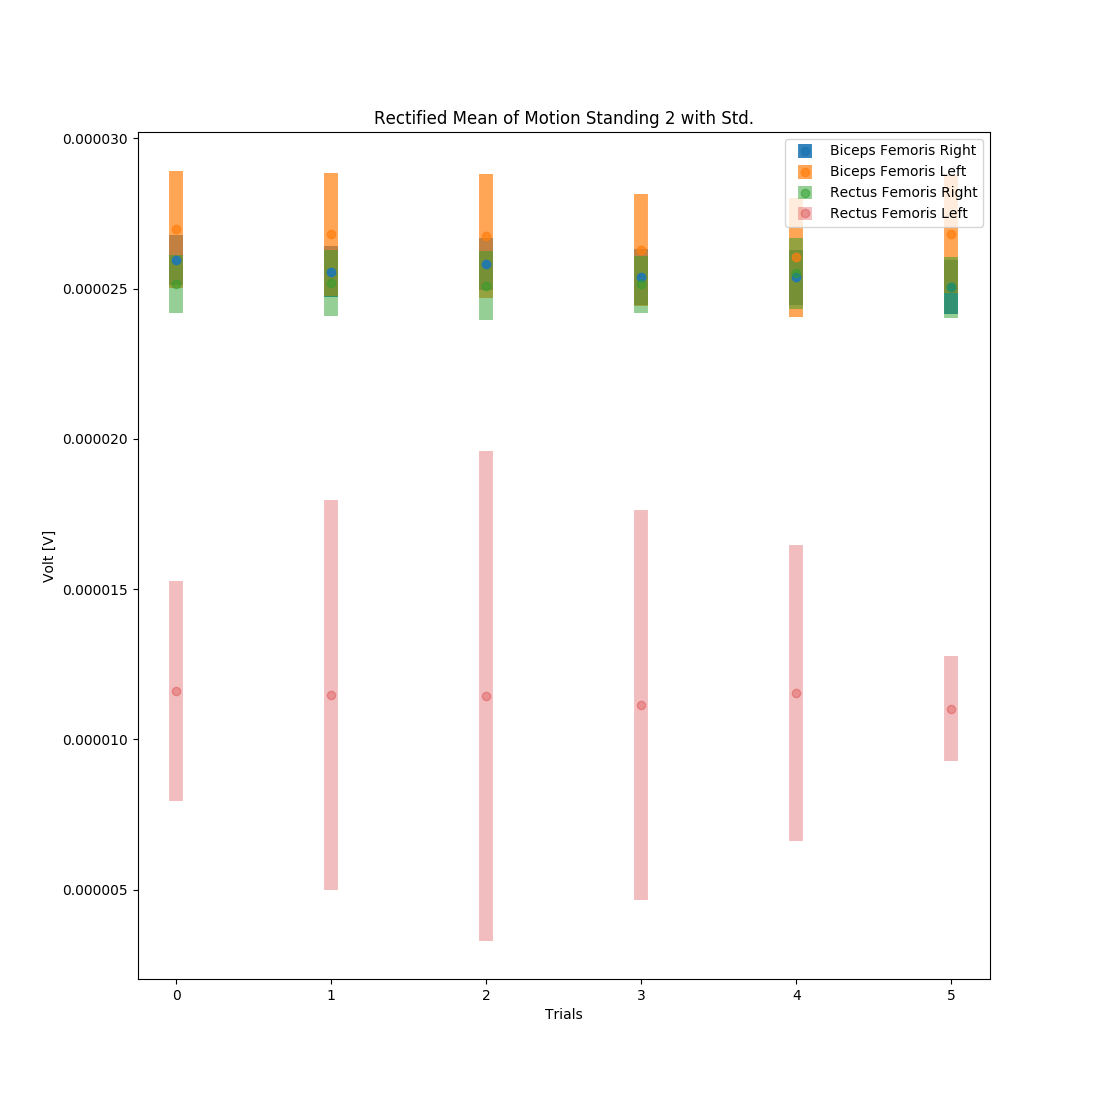 Rectified Mean of Motion Standing 2 with Std.
0.000030
0.000025
0.000020
0.000015
0.000010
0.000005
Volt [V]
Biceps Femoris Right
Biceps Femoris Left
Rectus Femoris Right
Rectus Femoris Left
0 1 2 3 4 5
Trials